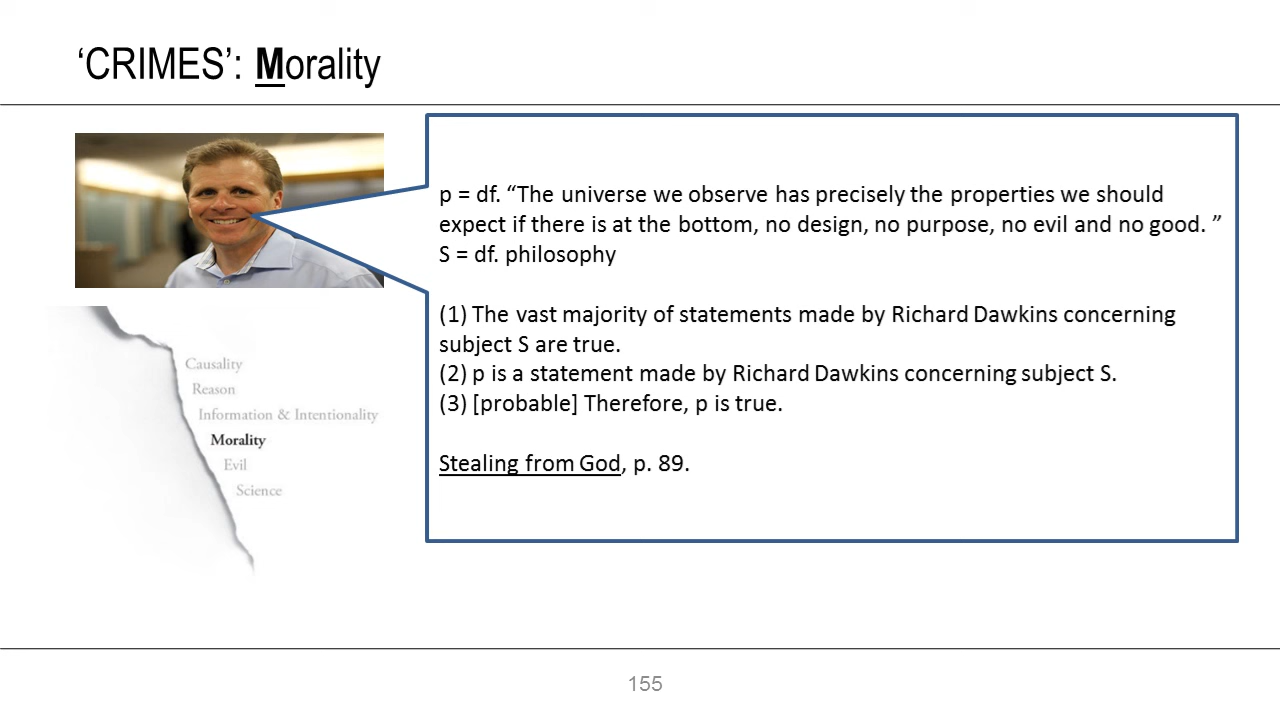 ‘CRIMES’: Morality
p = df. “The universe we observe has precisely the properties we should
expect if there is at the bottom, no design, no purpose, no evil and no good. ”
S = df. philosophy
(1) The vast majority of statements made by Richard Dawkins concerning
subject S are true.
(2) p is a statement made by Richard Dawkins concerning subject S.
(3) [probable] Therefore, p is true.
Stealing from God, p. 89.
Causality
Reason
Information & Intentionality
Morality
Evil
Science
155